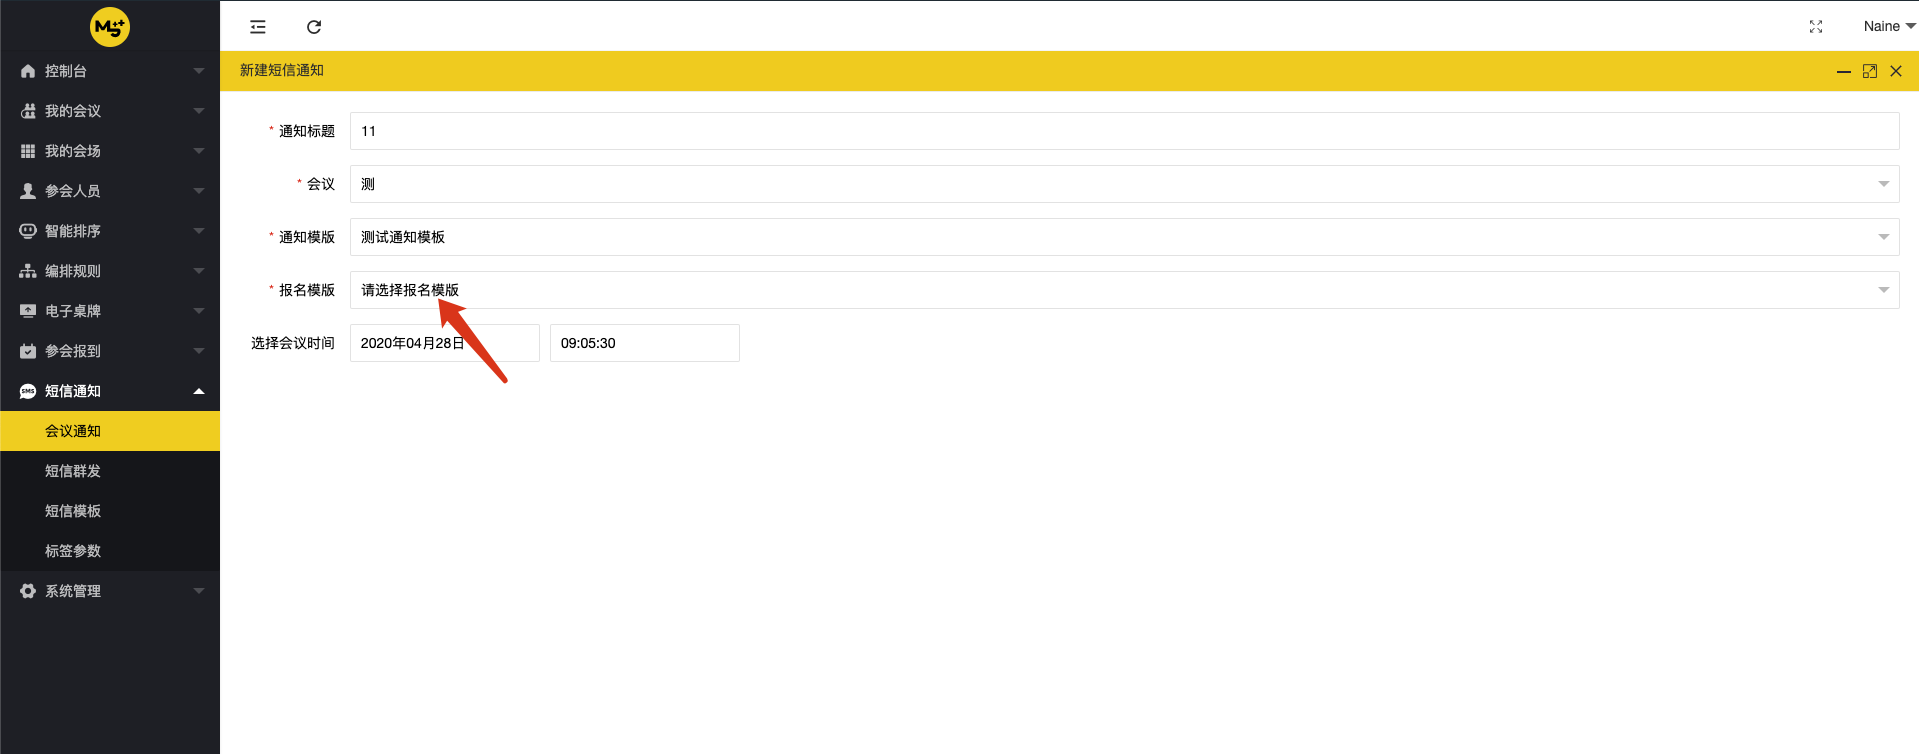 MS++
Naine
控制台
新建短信通知
我的会议
我的会场
参会人员
智能排序
编排规则
电子桌牌
参会报到
短信通知
会议通知
短信群发
短信模板
标签参数
系统管理
* 通知标题 11
* 会议 测
* 通知模版 测试通知模板
* 报名模版 请选择报名模版
选择会议时间 2020年04月28日 09:05:30